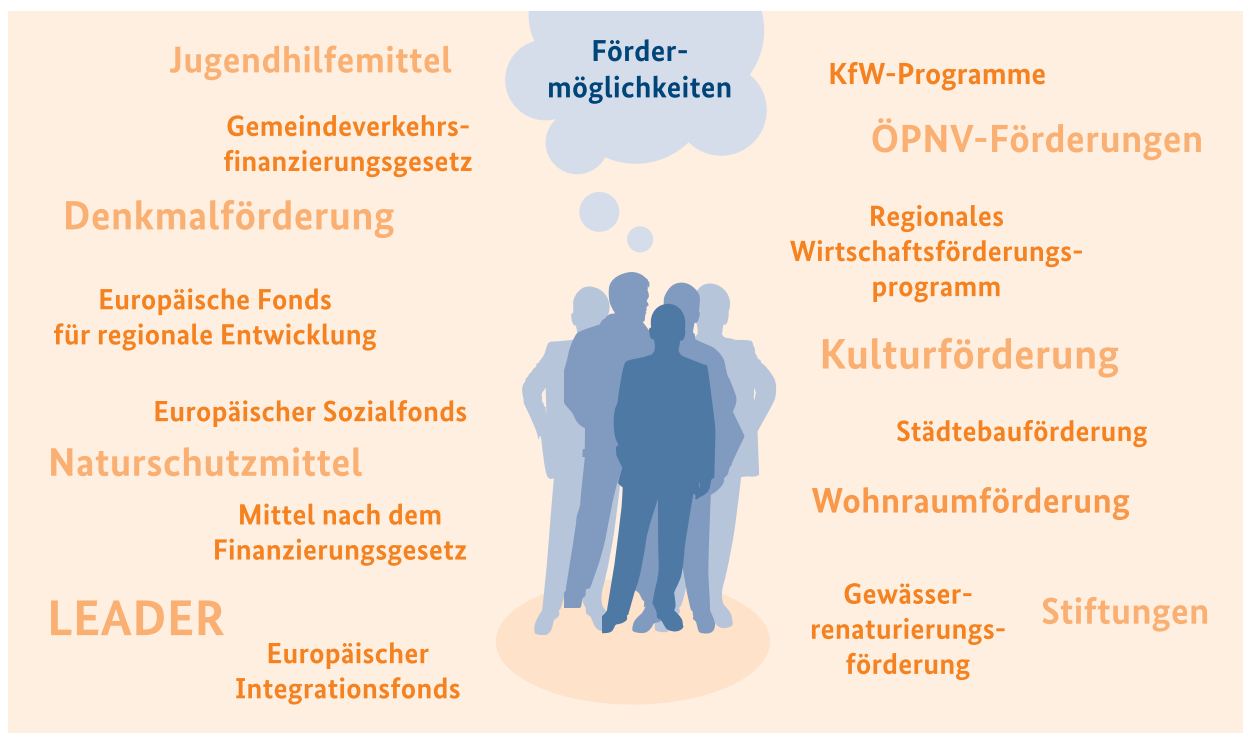 Förder-
möglichkeiten
Jugendhilfemittel
Gemeindeverkehrs-
finanzierungsgesetz
Denkmalförderung
Europäische Fonds
für regionale Entwicklung
Europäischer Sozialfonds
Naturschutzmittel
Mittel nach dem
Finanzierungsgesetz
LEADER
Europäischer
Integrationsfonds
KfW-Programme
ÖPNV-Förderungen
Regionales
Wirtschaftsförderungs-
programm
Kulturförderung
Städtebauförderung
Wohnraumförderung
Gewässer-
renaturierungs-
förderung
Stiftungen